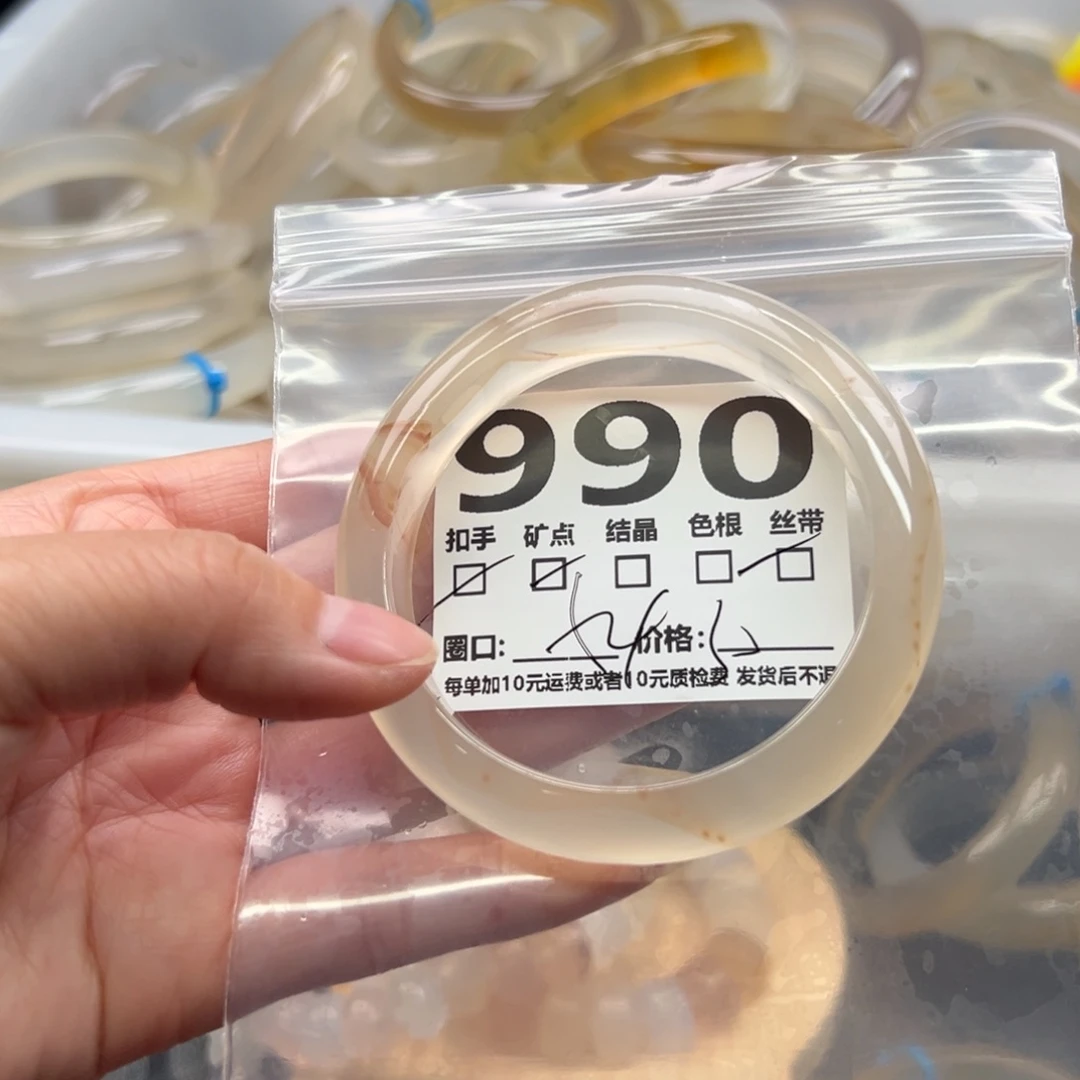 990
扣手 矿点 结晶 色根 丝带
圈口: 价格:
每单加10元运费或者10元质检费 发货后不退